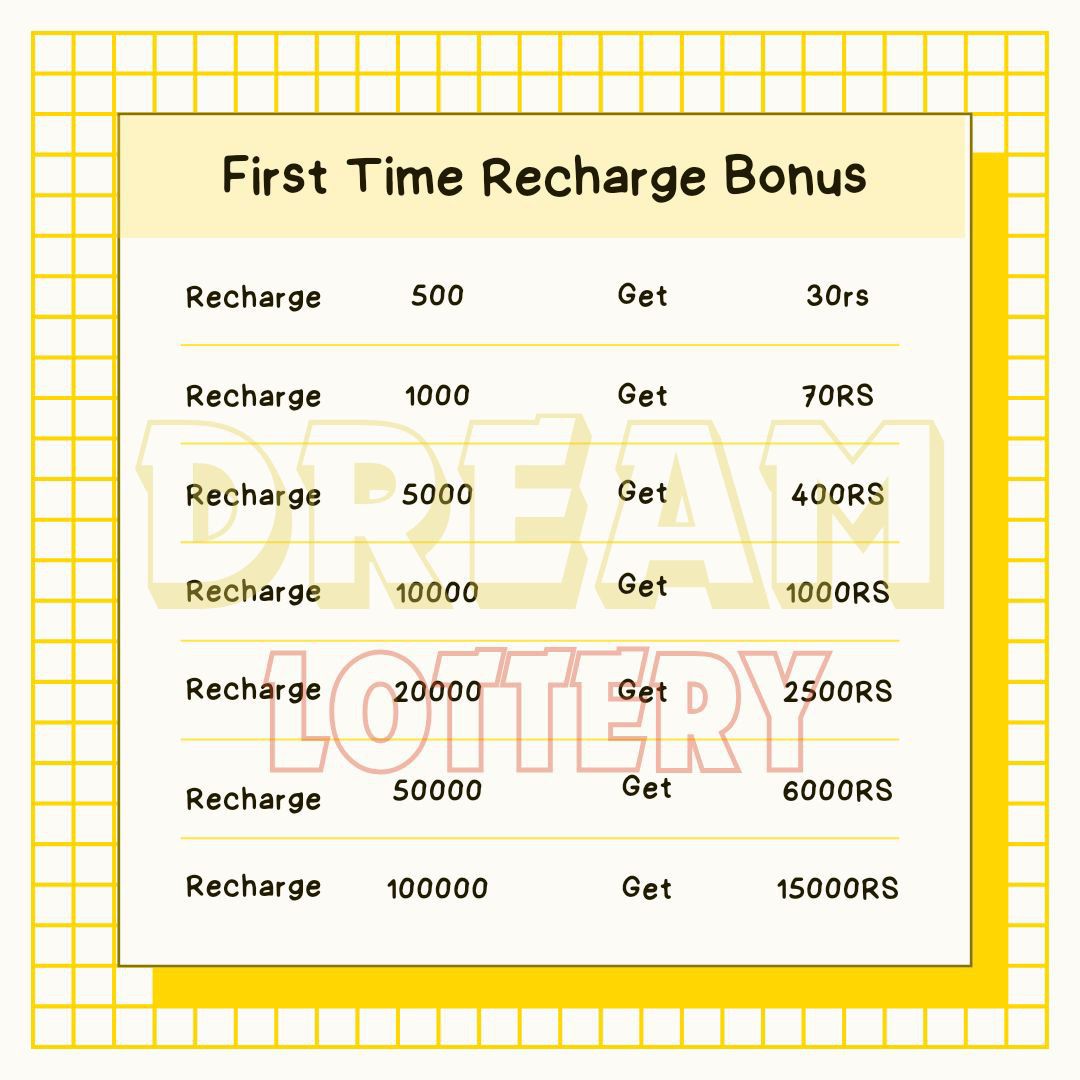 First Time Recharge Bonus
Recharge 500 Get 30rs
Recharge 1000 Get 70RS
Recharge 5000 Get 400RS
Recharge 10000 Get 1000RS
Recharge 20000 Get 2500RS
Recharge 50000 Get 6000RS
Recharge 100000 Get 15000RS
DREAM
LOTTERY